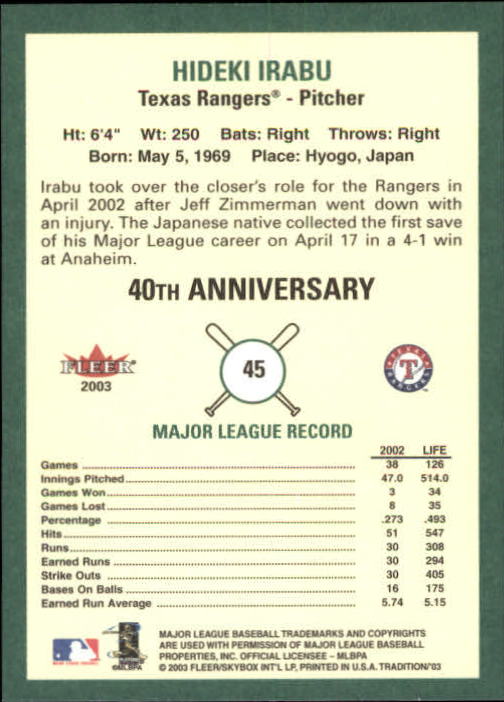 HIDEKI IRABU
Texas Rangers® - Pitcher
Ht: 6'4" Wt: 250 Bats: Right Throws: Right
Born: May 5, 1969 Place: Hyogo, Japan
Irabu took over the closer's role for the Rangers in
April 2002 after Jeff Zimmerman went down with
an injury. The Japanese native collected the first save
of his Major League career on April 17 in a 4-1 win
at Anaheim.
40TH ANNIVERSARY
FLEER
2003
45
TEXAS
T
RANGERS
MAJOR LEAGUE RECORD
2002 LIFE
Games 38 126
Innings Pitched 47.0 514.0
Games Won 3 34
Games Lost 8 35
Percentage .273 .493
Hits 51 547
Runs 30 308
Earned Runs 30 294
Strike Outs 30 405
Bases On Balls 16 175
Earned Run Average 5.74 5.15
©MLBPA
MAJOR LEAGUE BASEBALL TRADEMARKS AND COPYRIGHTS
ARE USED WITH PERMISSION OF MAJOR LEAGUE BASEBALL
PROPERTIES, INC. OFFICIAL LICENSEE - MLBPA
© 2003 FLEER/SKYBOX INT'L LP, PRINTED IN U.S.A. TRADITION/'03